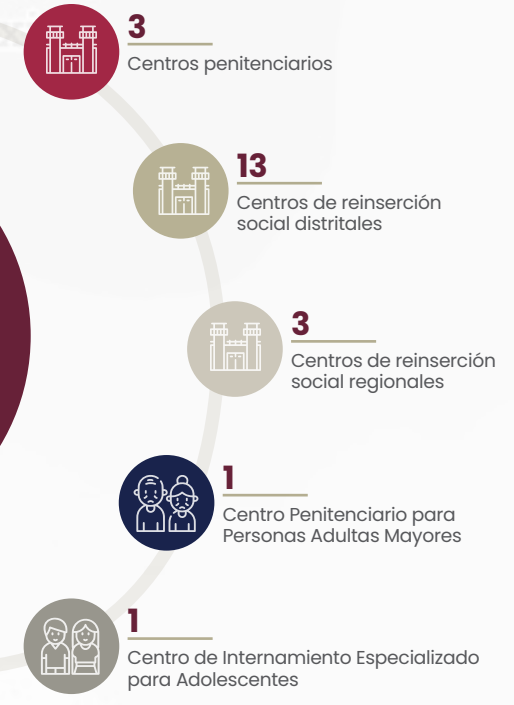 3
Centros penitenciarios
13
Centros de reinserción
social distritales
3
Centros de reinserción
social regionales
1
Centro Penitenciario para
Personas Adultas Mayores
1
Centro de Internamiento Especializado
para Adolescentes